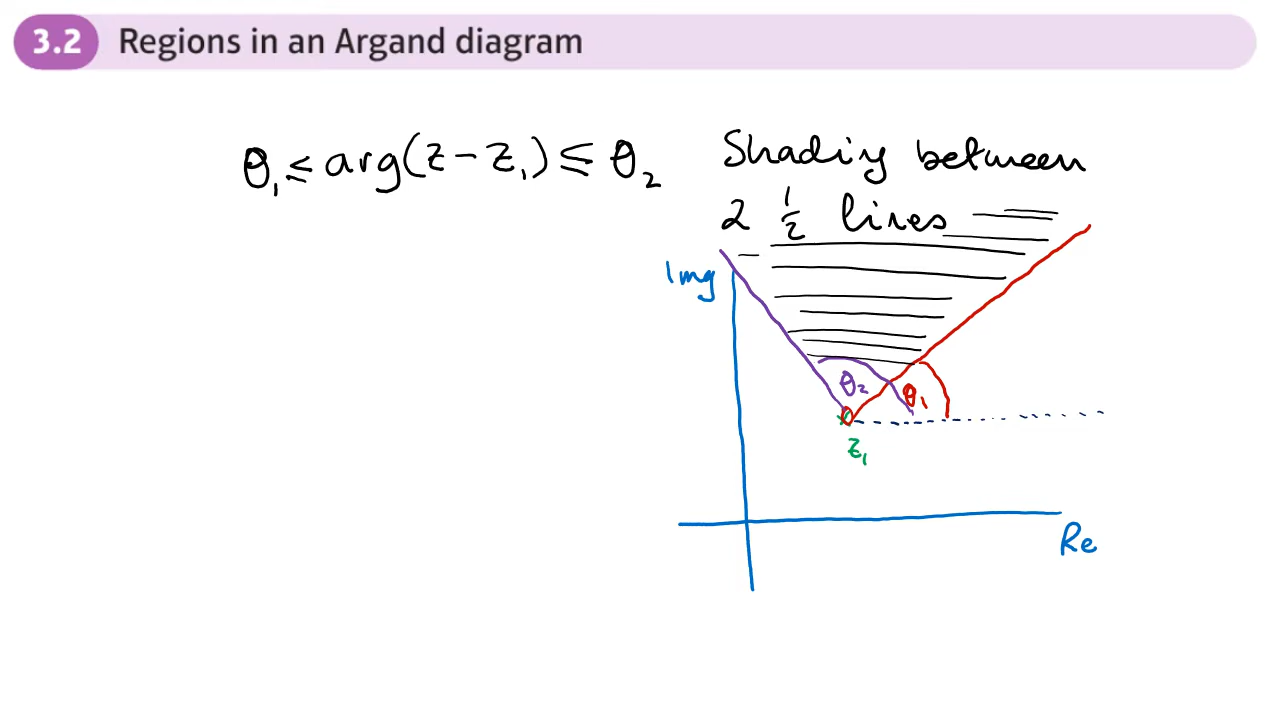 3.2 Regions in an Argand diagram
θ₁ ≤ arg(z - z₁) ≤ θ₂
Shading between
2 ½ lines
Img
θ₂ θ₁
z₁
Re